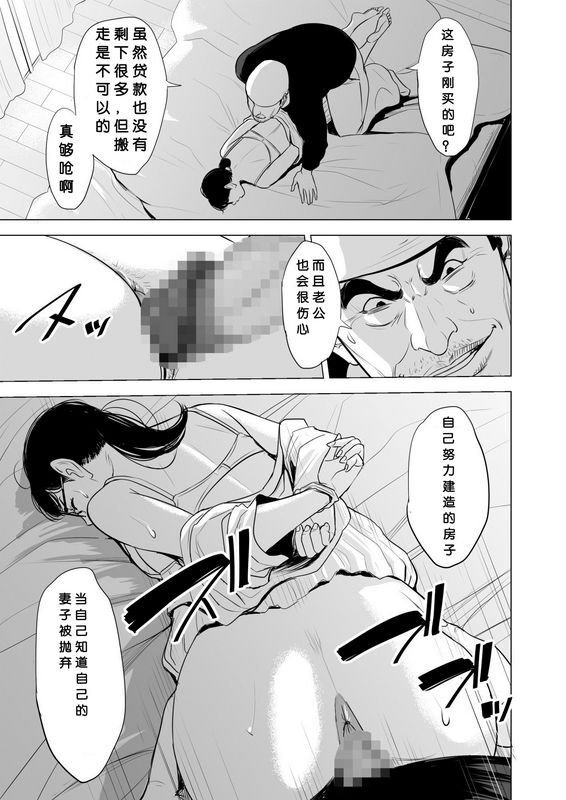 这房子刚买的吧？
虽然贷款也没有
剩下很多，但搬
走是不可以的
真够呛啊
而且老公
也会很伤心
自己努力建造的房子
当自己知道自己的
妻子被抛弃